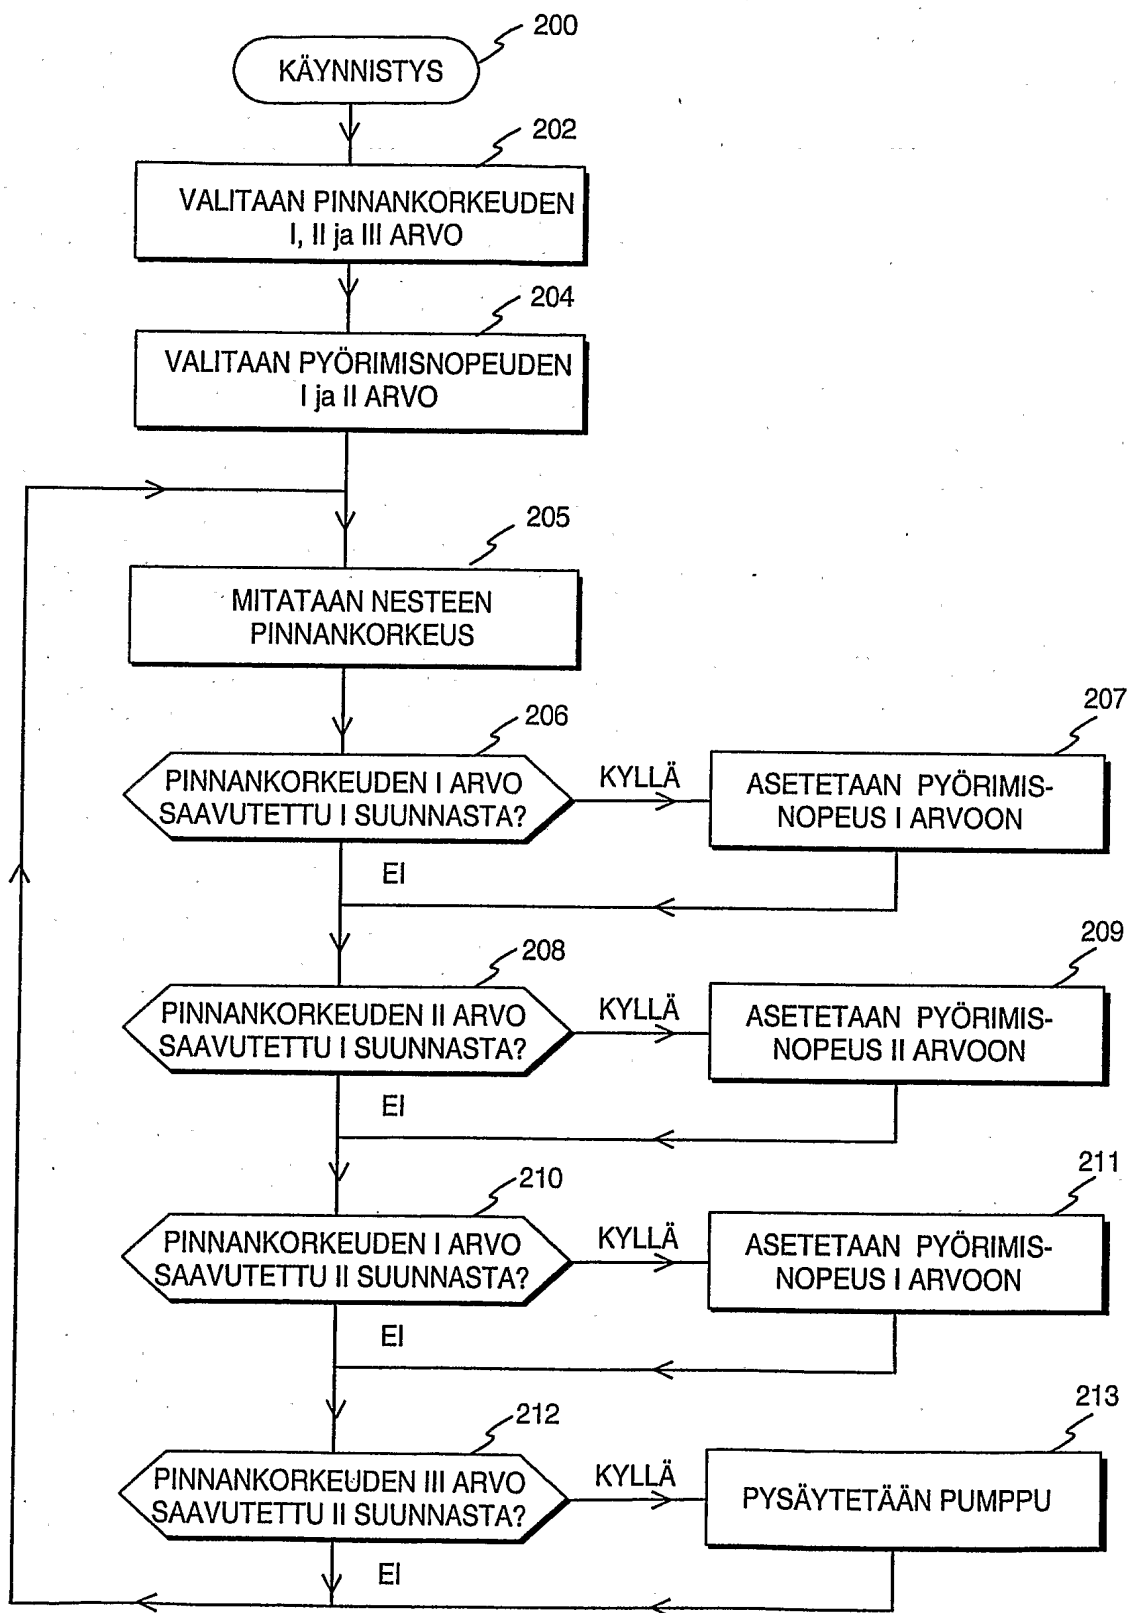 200
KÄYNNISTYS
202
VALITAAN PINNANKORKEUDEN
I, II ja III ARVO
204
VALITAAN PYÖRIMISNOPEUDEN
I ja II ARVO
205
MITATAAN NESTEEN
PINNANKORKEUS
206
PINNANKORKEUDEN I ARVO
SAAVUTETTU I SUUNNASTA?
KYLLÄ
207
ASETETAAN PYÖRIMIS-
NOPEUS I ARVOON
EI
208
PINNANKORKEUDEN II ARVO
SAAVUTETTU I SUUNNASTA?
KYLLÄ
209
ASETETAAN PYÖRIMIS-
NOPEUS II ARVOON
EI
210
PINNANKORKEUDEN I ARVO
SAAVUTETTU II SUUNNASTA?
KYLLÄ
211
ASETETAAN PYÖRIMIS-
NOPEUS I ARVOON
EI
212
PINNANKORKEUDEN III ARVO
SAAVUTETTU II SUUNNASTA?
KYLLÄ
213
PYSÄYTETÄÄN PUMPPU
EI